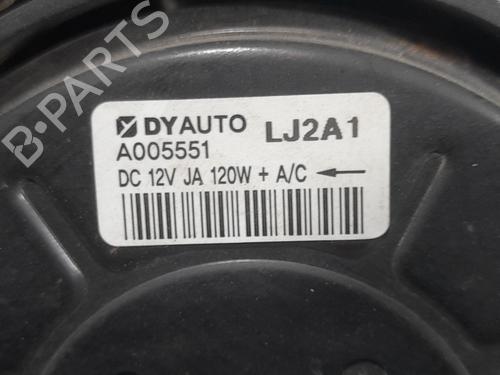 DYAUTO LJ2A1
A005551
DC 12V JA 120W + A/C ←
B-PARTS